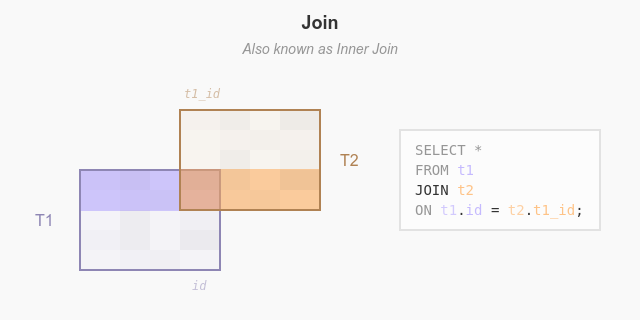 Join
Also known as Inner Join
t1_id
T2
T1
id
SELECT *
FROM t1
JOIN t2
ON t1.id = t2.t1_id;